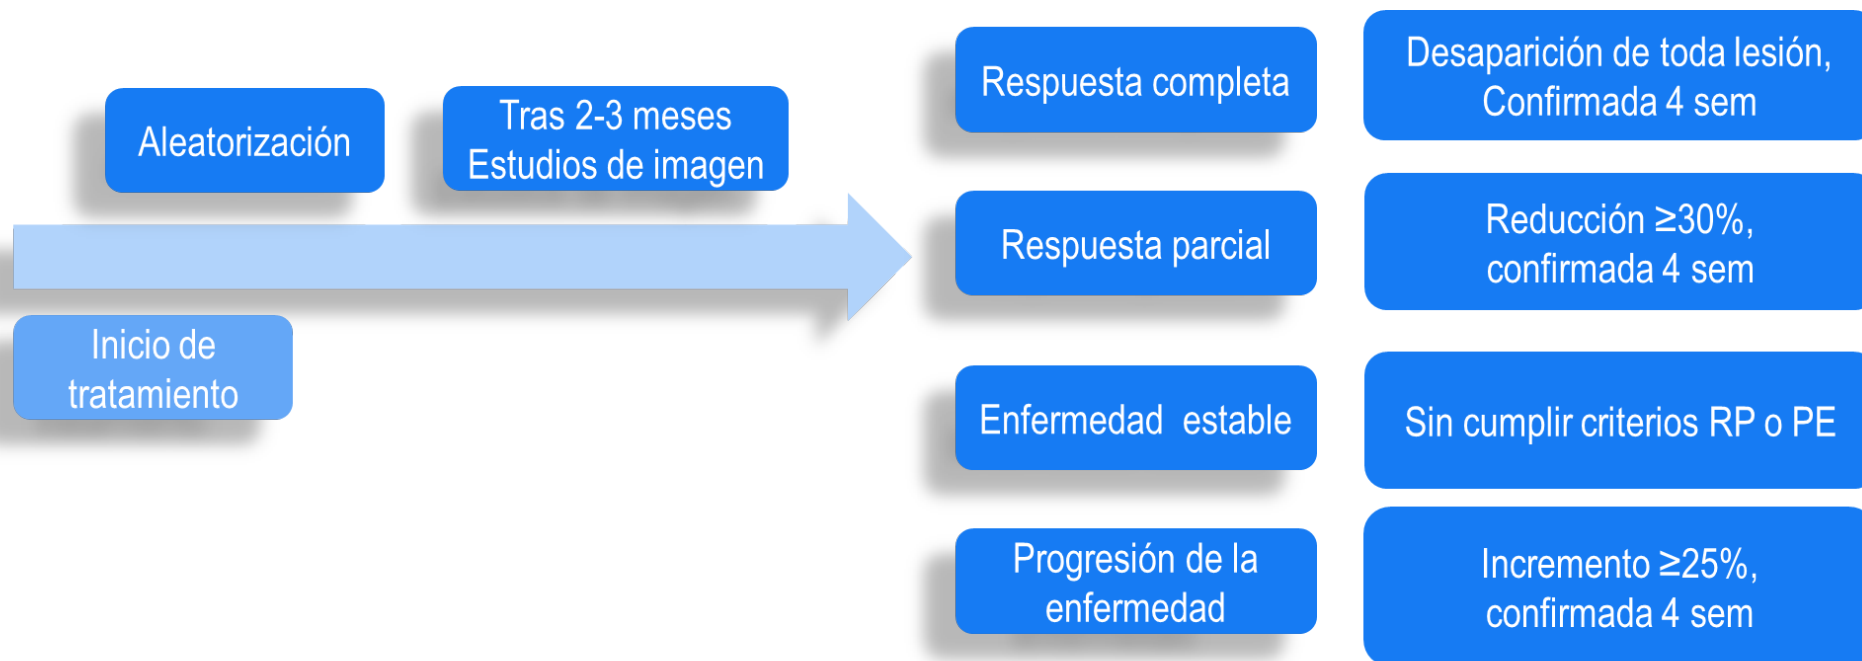 Aleatorización
Tras 2-3 meses
Estudios de imagen
Inicio de
tratamiento
Respuesta completa
Desaparición de toda lesión,
Confirmada 4 sem
Respuesta parcial
Reducción ≥30%,
confirmada 4 sem
Enfermedad estable
Sin cumplir criterios RP o PE
Progresión de la
enfermedad
Incremento ≥25%,
confirmada 4 sem